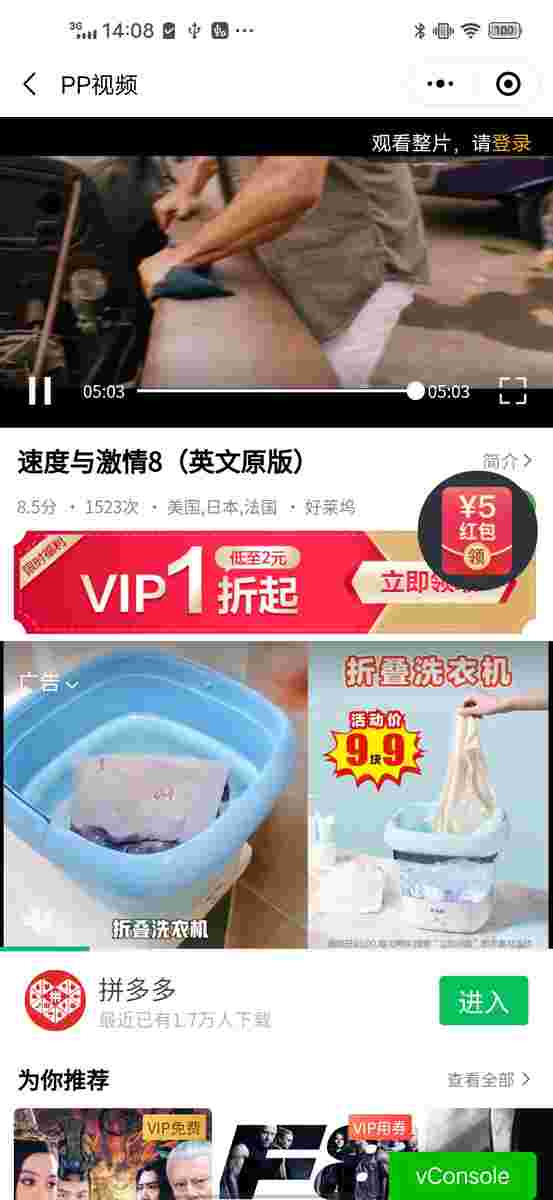 3G 14:08 100
PP视频
观看整片，请登录
05:03 05:03
速度与激情8（英文原版）
简介
8.5分 · 1523次 · 美国,日本,法国 · 好莱坞
¥5
红包
领
限时福利
VIP1折起
低至2元
广告
折叠洗衣机
折叠洗衣机
活动价
9块9
拼多多
最近已有1.7万人下载
进入
为你推荐
查看全部
VIP免费
VIP用券
F8
vConsole